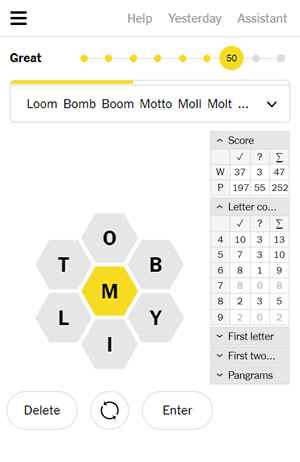 Help Yesterday Assistant
Great 50
Loom Bomb Boom Motto Moll Molt ...
Score
✓ ? Σ
W 37 3 47
P 197 55 252
Letter co...
✓ ? Σ
4 10 3 13
5 7 3 10
6 8 1 9
7 8 0 8
8 2 3 5
9 2 0 2
First letter
First two...
Pangrams
O
T B
M
L Y
I
Delete Enter